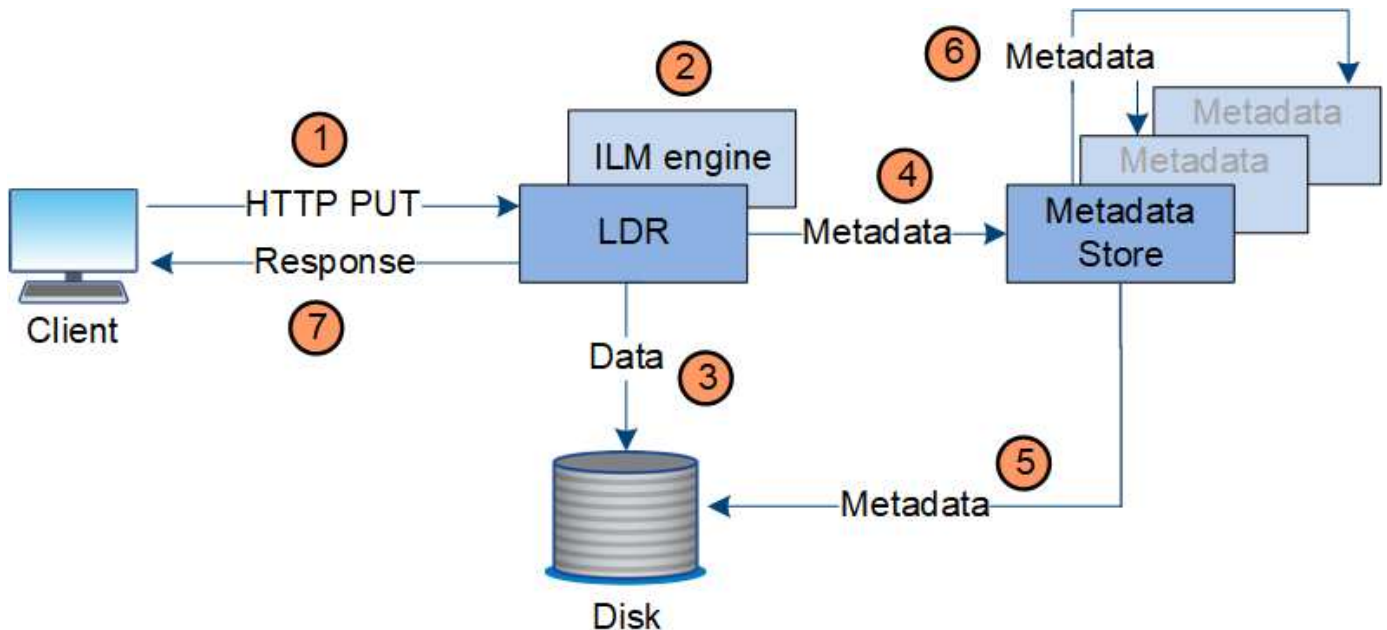 6
Metadata
2
Metadata
1
ILM engine
Metadata
4
HTTP PUT
LDR
Metadata
Metadata
Store
Response
7
Client
Data
3
5
Metadata
Disk